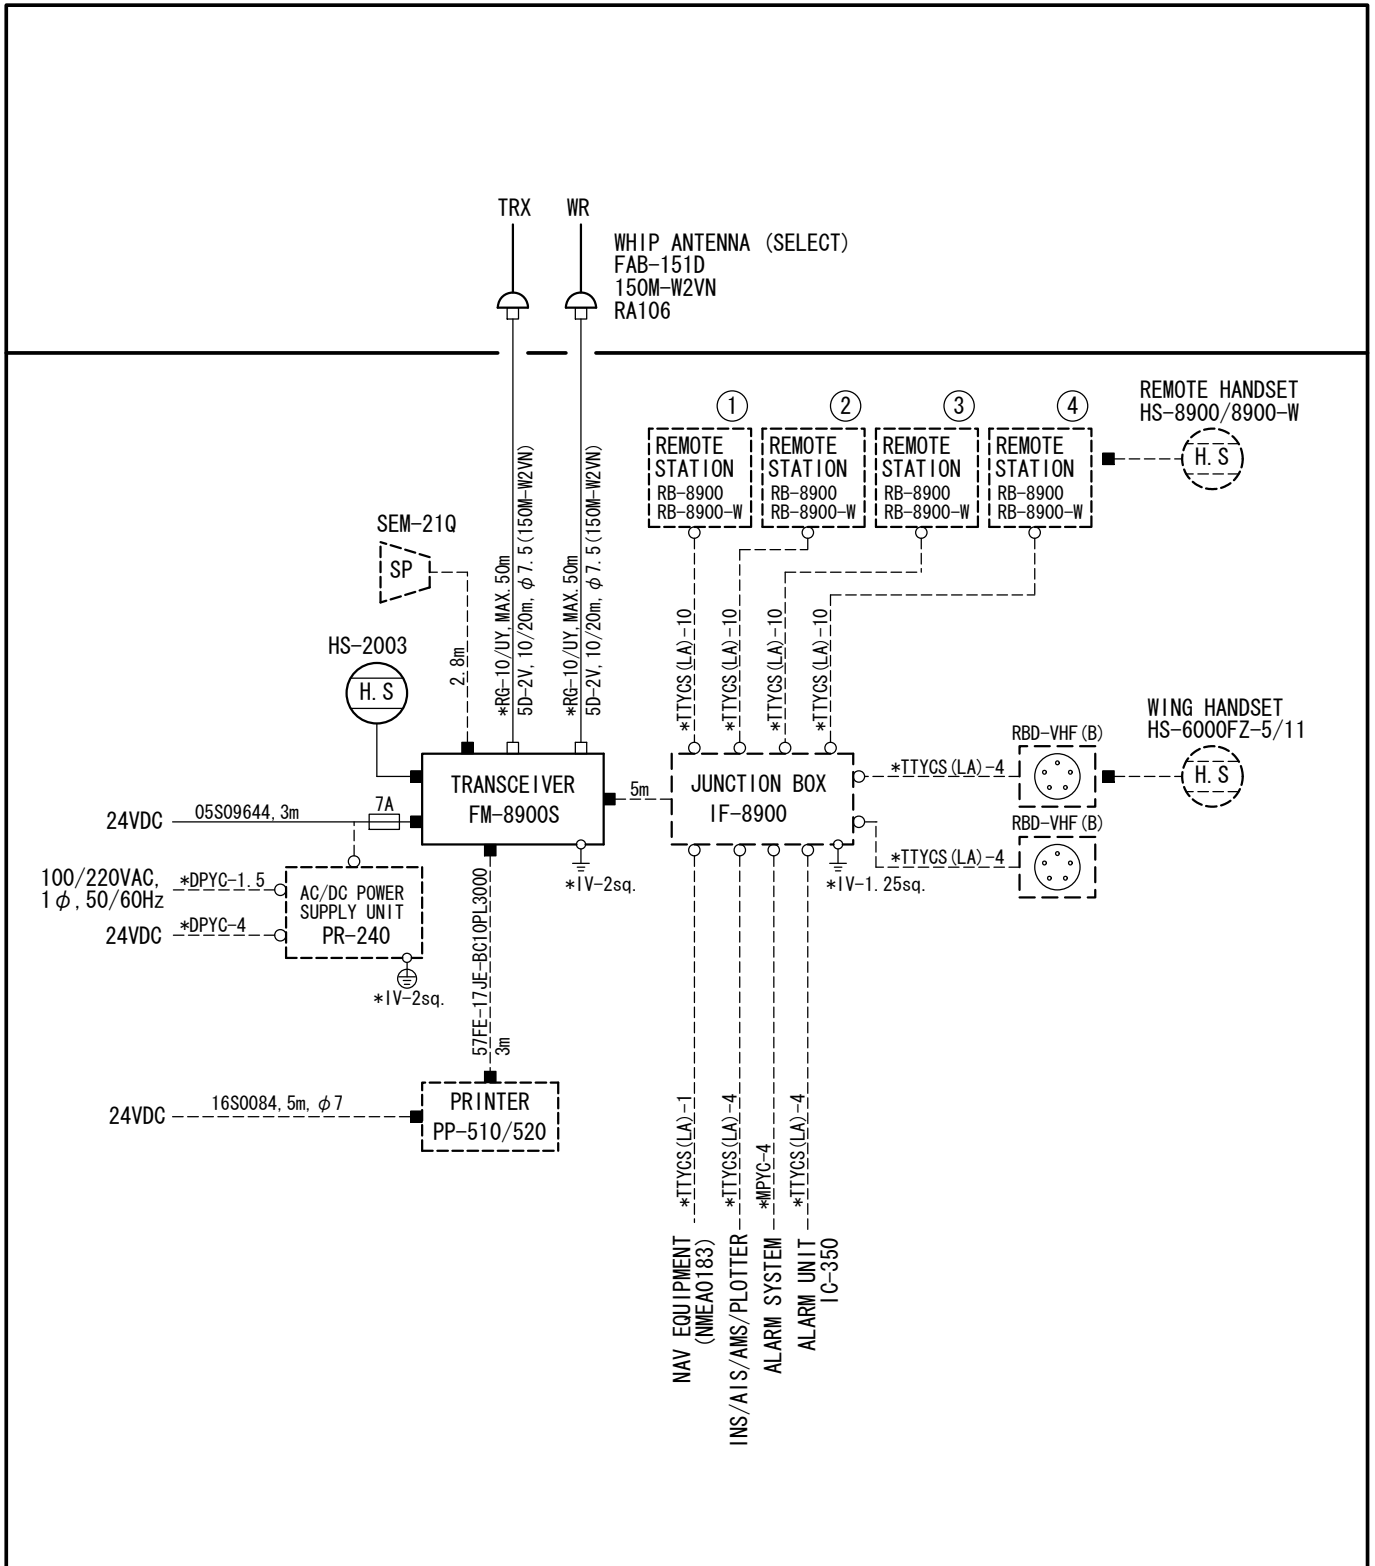 TRX
WR
WHIP ANTENNA (SELECT)
FAB-151D
150M-W2VN
RA106
1
2
3
4
REMOTE HANDSET
HS-8900/8900-W
H.S
REMOTE
STATION
RB-8900
RB-8900-W
REMOTE
STATION
RB-8900
RB-8900-W
REMOTE
STATION
RB-8900
RB-8900-W
REMOTE
STATION
RB-8900
RB-8900-W
*RG-10/UY, MAX. 50m
5D-2V, 10/20m, φ7.5 (150M-W2VN)
*RG-10/UY, MAX. 50m
5D-2V, 10/20m, φ7.5 (150M-W2VN)
SEM-21Q
SP
2.8m
HS-2003
H.S
*TTYCS(LA)-10
*TTYCS(LA)-10
*TTYCS(LA)-10
*TTYCS(LA)-10
WING HANDSET
HS-6000FZ-5/11
H.S
RBD-VHF(B)
*TTYCS(LA)-4
RBD-VHF(B)
*TTYCS(LA)-4
TRANSCEIVER
FM-8900S
5m
JUNCTION BOX
IF-8900
24VDC
05S09644, 3m
7A
*IV-2sq.
*IV-1.25sq.
100/220VAC,
1φ, 50/60Hz
*DPYC-1.5
24VDC
*DPYC-4
AC/DC POWER
SUPPLY UNIT
PR-240
*IV-2sq.
57FE-17JE-BC10PL3000
3m
24VDC
16S0084, 5m, φ7
PRINTER
PP-510/520
*TTYCS(LA)-1
*TTYCS(LA)-4
*MPYC-4
*TTYCS(LA)-4
NAV EQUIPMENT
(NMEA0183)
INS/AIS/AMS/PLOTTER
ALARM SYSTEM
ALARM UNIT
IC-350